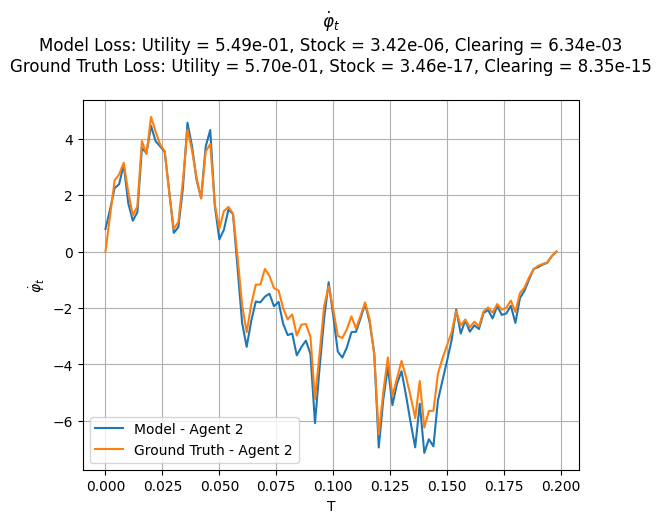 φ̇ₜ
Model Loss: Utility = 5.49e-01, Stock = 3.42e-06, Clearing = 6.34e-03
Ground Truth Loss: Utility = 5.70e-01, Stock = 3.46e-17, Clearing = 8.35e-15
4
2
0
−2
−4
−6
φ̇ₜ
Model - Agent 2
Ground Truth - Agent 2
0.000 0.025 0.050 0.075 0.100 0.125 0.150 0.175 0.200
T